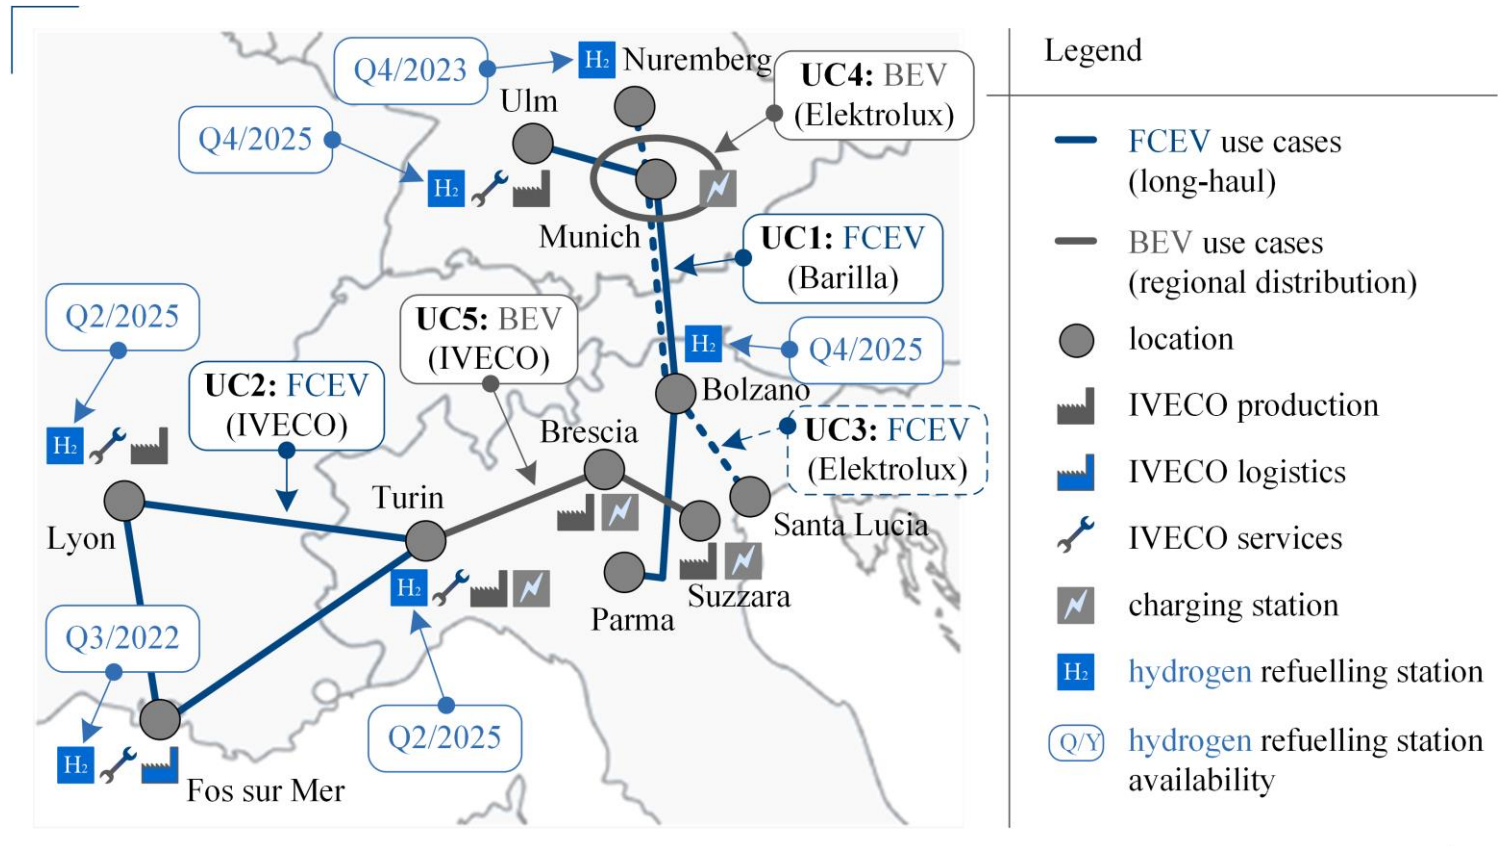 Q4/2023
H2
Nuremberg
UC4: BEV
(Elektrolux)
Ulm
Q4/2025
H2
Munich
UC1: FCEV
(Barilla)
Q2/2025
UC5: BEV
(IVECO)
H2
Q4/2025
UC2: FCEV
(IVECO)
Bolzano
H2
Brescia
UC3: FCEV
(Elektrolux)
Turin
Lyon
Santa Lucia
H2
Suzzara
Parma
Q3/2022
Q2/2025
H2
Fos sur Mer
Legend
FCEV use cases
(long-haul)
BEV use cases
(regional distribution)
location
IVECO production
IVECO logistics
IVECO services
charging station
H2 hydrogen refuelling station
Q/Y hydrogen refuelling station
availability